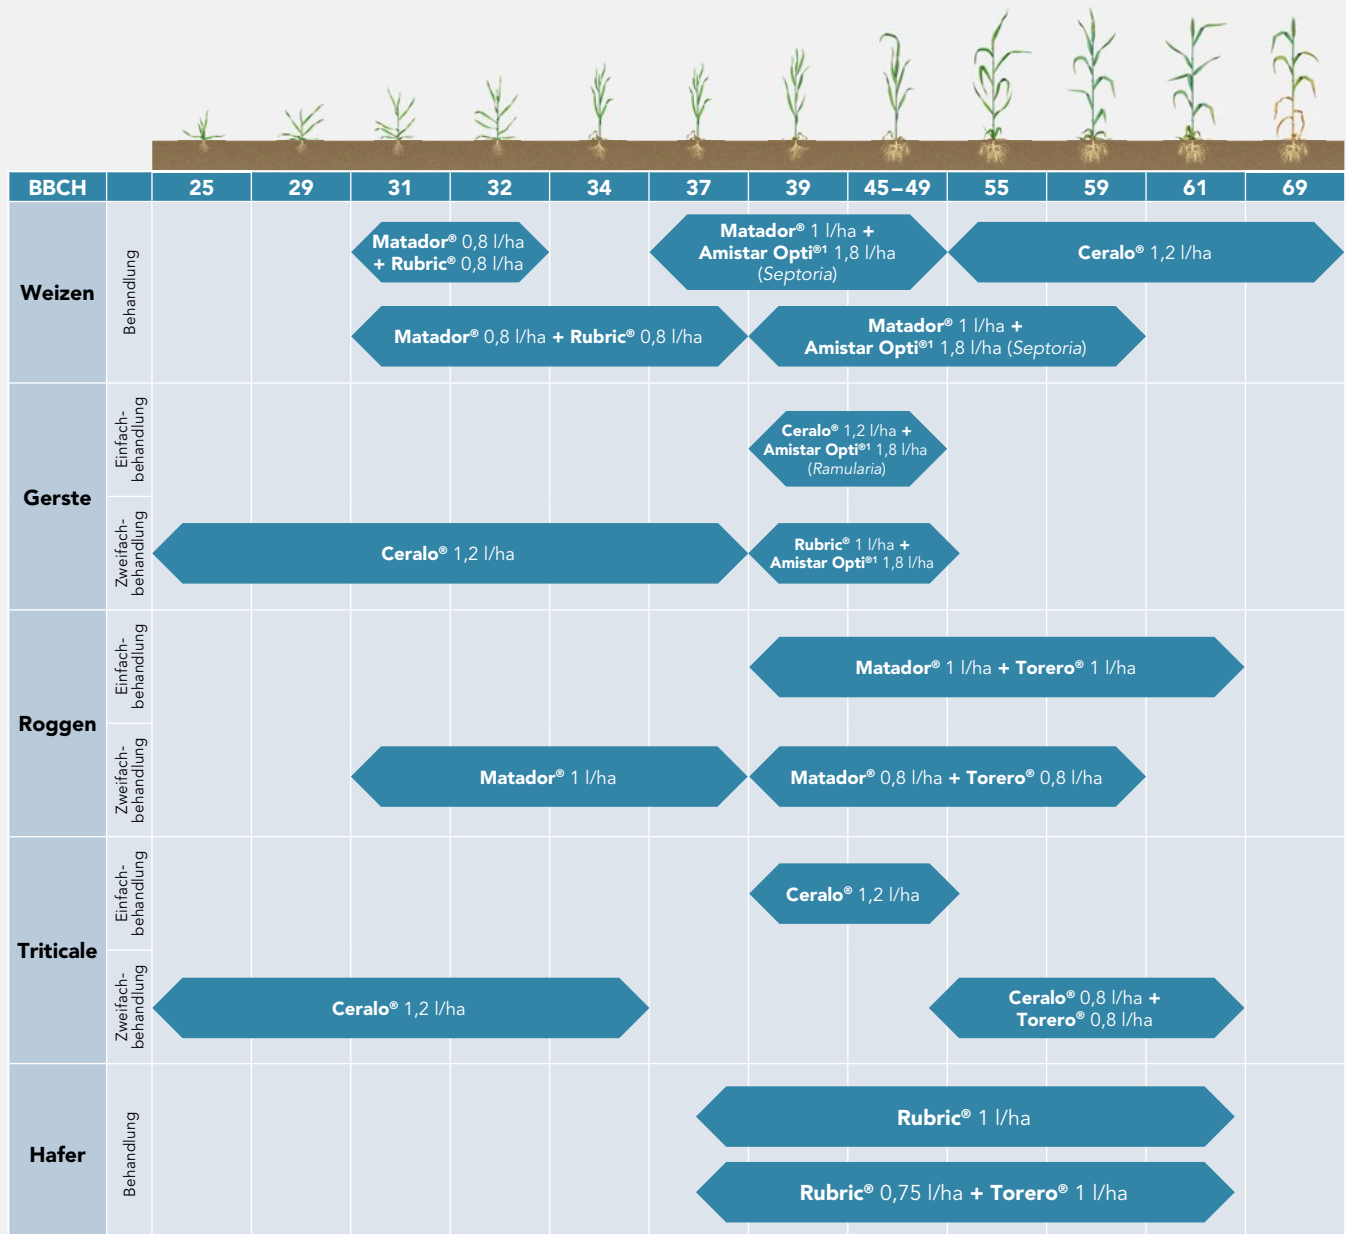 BBCH 25 29 31 32 34 37 39 45–49 55 59 61 69
Weizen
Behandlung
Matador® 0,8 l/ha
+ Rubric® 0,8 l/ha
Matador® 1 l/ha +
Amistar Opti®¹ 1,8 l/ha
(Septoria)
Ceralo® 1,2 l/ha
Matador® 0,8 l/ha + Rubric® 0,8 l/ha
Matador® 1 l/ha +
Amistar Opti®¹ 1,8 l/ha (Septoria)
Gerste
Einfach-
behandlung
Ceralo® 1,2 l/ha +
Amistar Opti®¹ 1,8 l/ha
(Ramularia)
Zweifach-
behandlung
Ceralo® 1,2 l/ha
Rubric® 1 l/ha +
Amistar Opti®¹ 1,8 l/ha
Roggen
Einfach-
behandlung
Matador® 1 l/ha + Torero® 1 l/ha
Zweifach-
behandlung
Matador® 1 l/ha
Matador® 0,8 l/ha + Torero® 0,8 l/ha
Triticale
Einfach-
behandlung
Ceralo® 1,2 l/ha
Zweifach-
behandlung
Ceralo® 1,2 l/ha
Ceralo® 0,8 l/ha +
Torero® 0,8 l/ha
Hafer
Behandlung
Rubric® 1 l/ha
Rubric® 0,75 l/ha + Torero® 1 l/ha